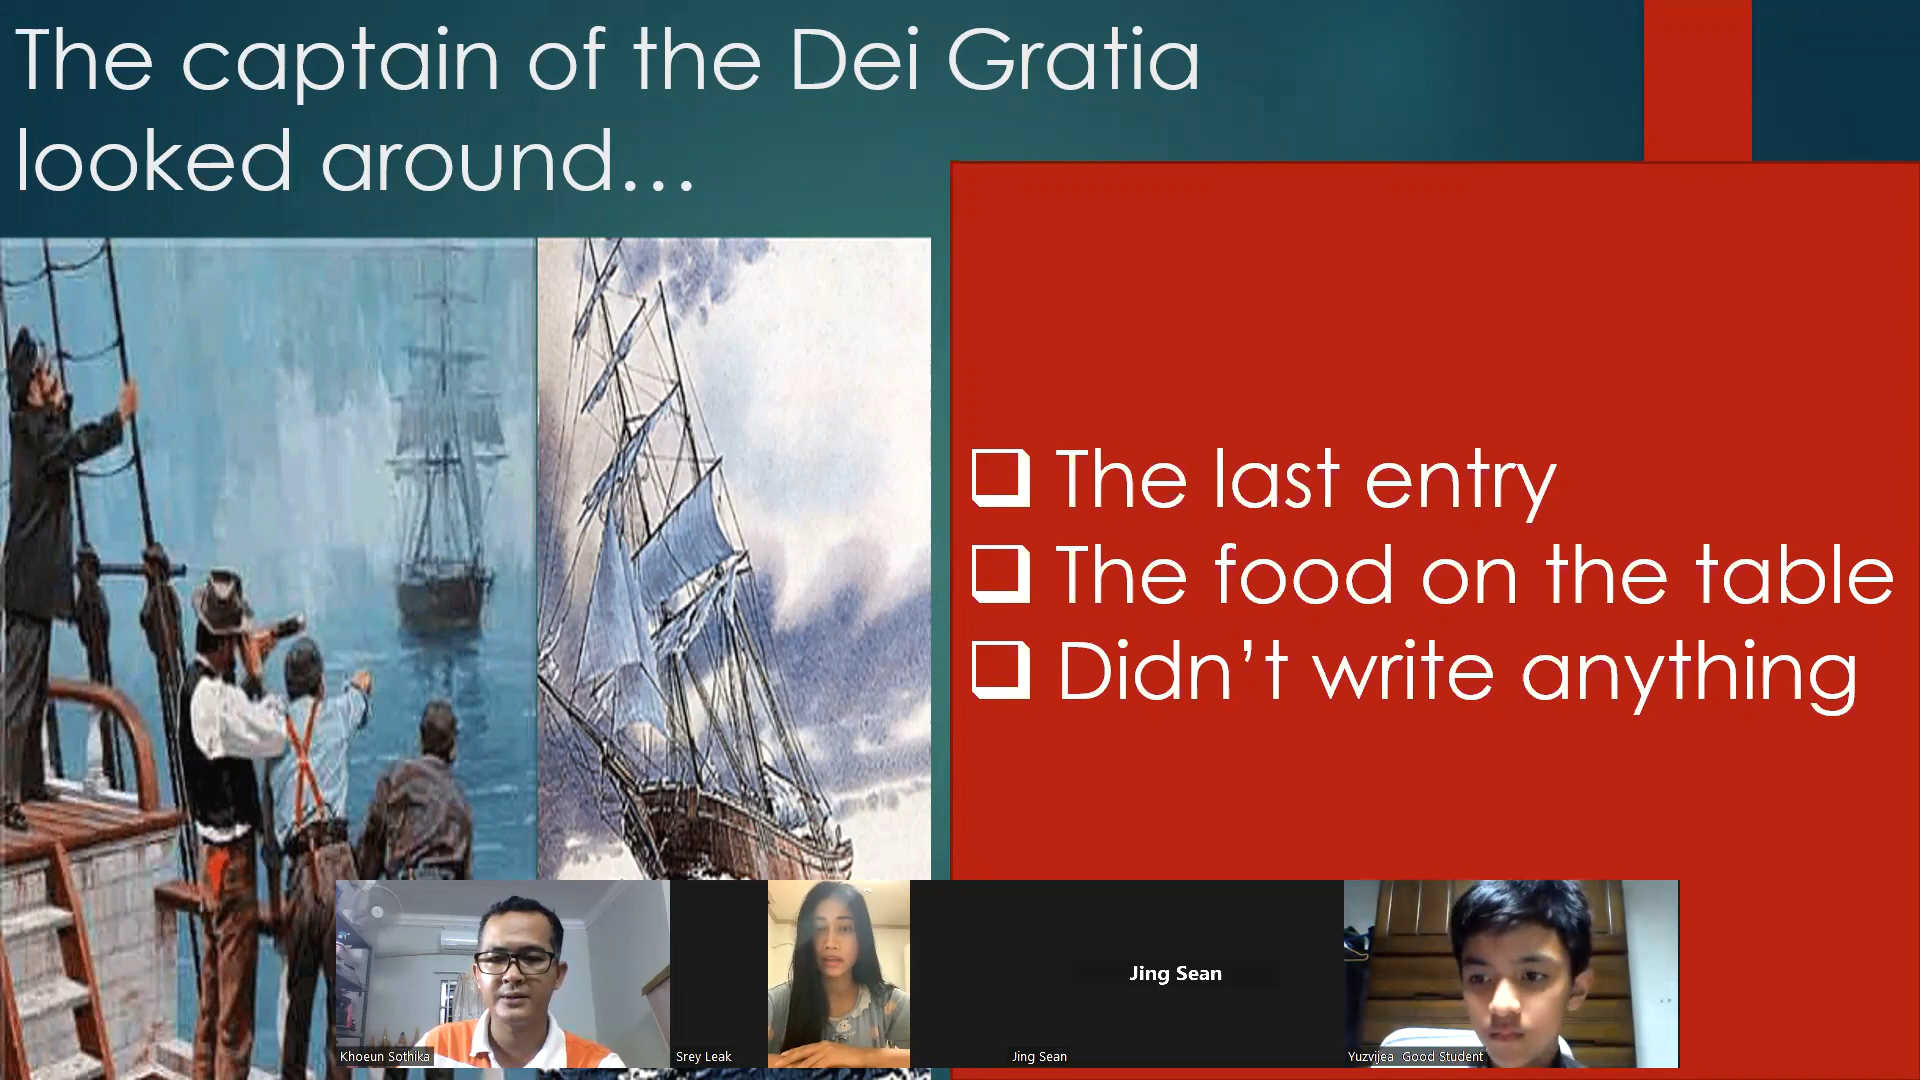 The captain of the Dei Gratia
looked around...
The last entry
The food on the table
Didn’t write anything
Jing Sean
Khoeun Sothika
Srey Leak
Jing Sean
Yuzvijea Good Student